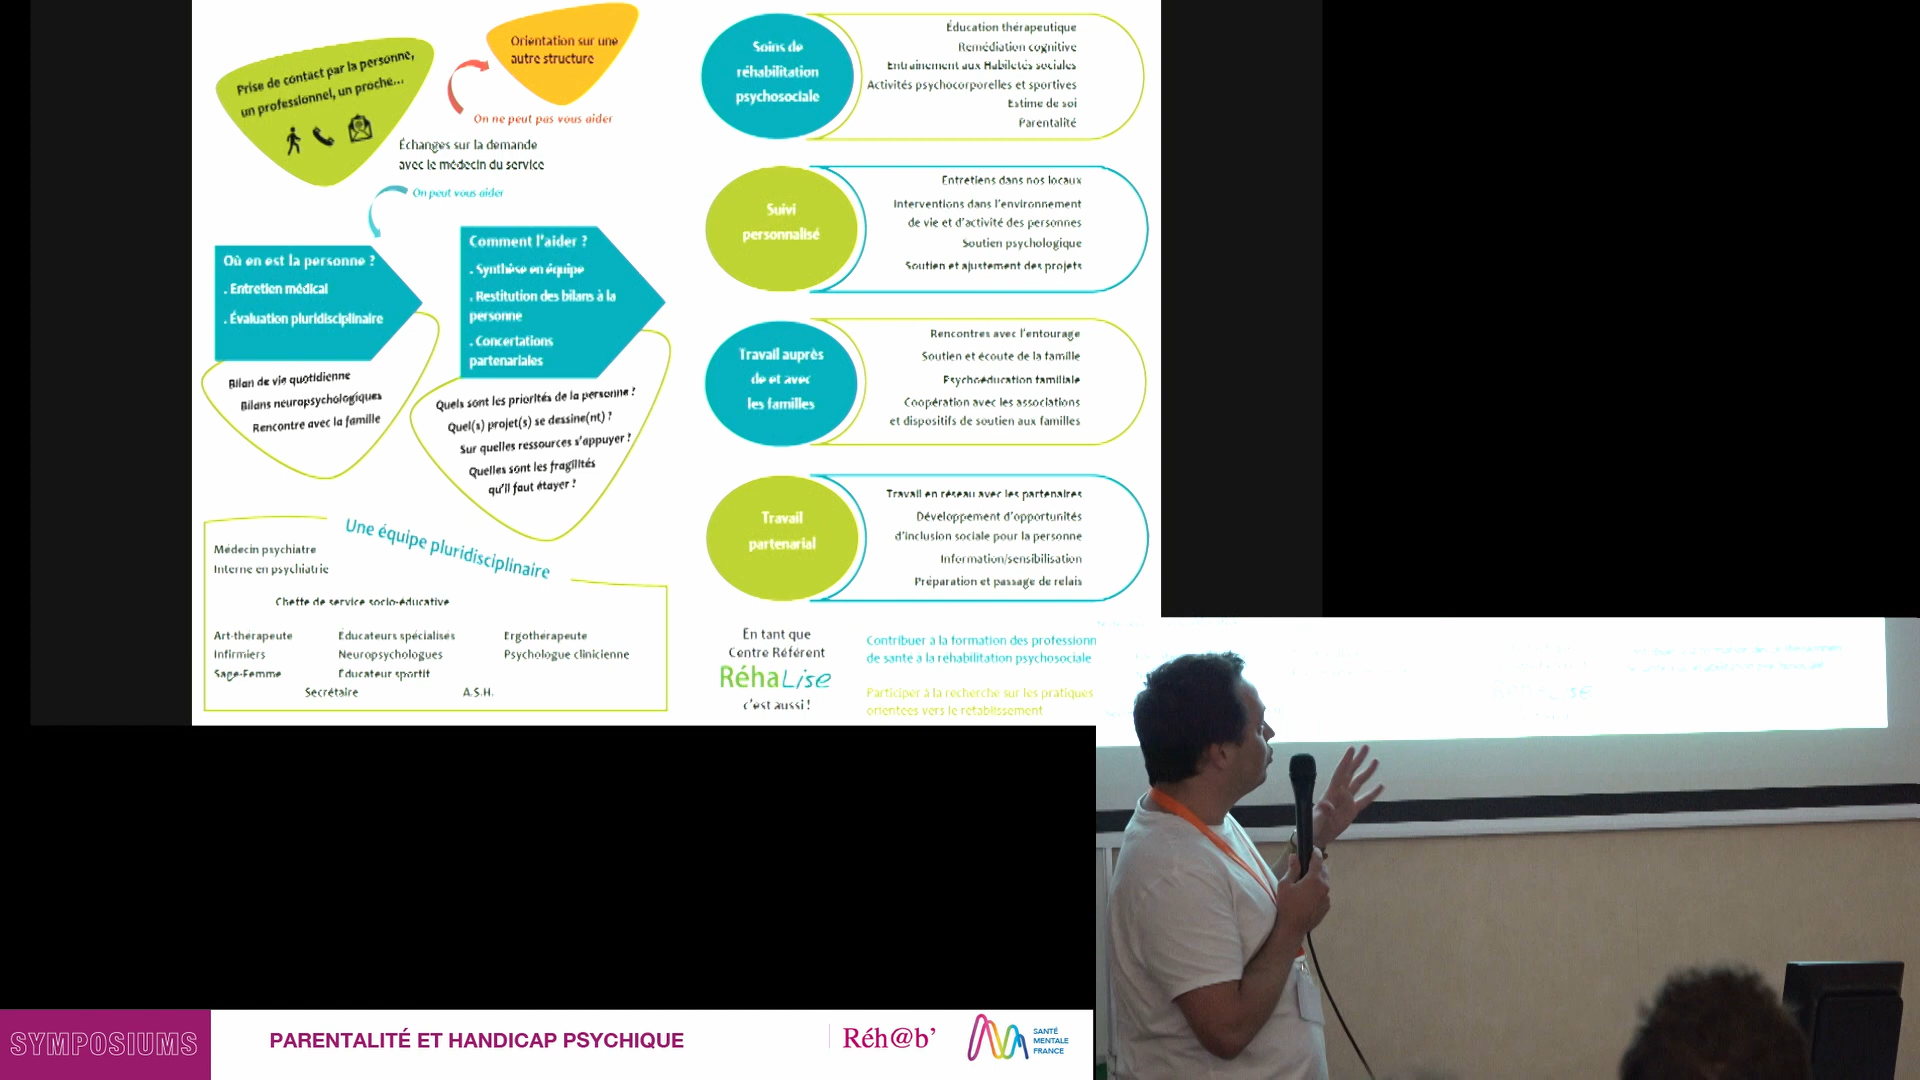 Prise de contact par la personne,
un professionnel, un proche...
Orientation sur une
autre structure
On ne peut pas vous aider
Échanges sur la demande
avec le médecin du service
On peut vous aider
Où en est la personne ?
. Entretien médical
. Évaluation pluridisciplinaire
Bilan de vie quotidienne
Bilans neuropsychologiques
Rencontre avec la famille
Comment l'aider ?
. Synthèse en équipe
. Restitution des bilans à la
personne
. Concertations
partenariales
Quels sont les priorités de la personne ?
Quel(s) projet(s) se dessine(nt) ?
Sur quelles ressources s'appuyer ?
Quelles sont les fragilités
qu'il faut étayer ?
Une équipe pluridisciplinaire
Médecin psychiatre
Interne en psychiatrie
Cheffe de service socio-éducative
Art-thérapeute
Éducateurs spécialisés
Ergothérapeute
Infirmiers
Neuropsychologues
Psychologue clinicienne
Sage-Femme
Éducateur sportif
Secrétaire
A.S.H.
Soins de
réhabilitation
psychosociale
Éducation thérapeutique
Remédiation cognitive
Entrainement aux Habiletés sociales
Activités psychocorporelles et sportives
Estime de soi
Parentalité
Suivi
personnalisé
Entretiens dans nos locaux
Interventions dans l'environnement
de vie et d'activité des personnes
Soutien psychologique
Soutien et ajustement des projets
Travail auprès
de et avec
les familles
Rencontres avec l'entourage
Soutien et écoute de la famille
Psychoéducation familiale
Coopération avec les associations
et dispositifs de soutien aux familles
Travail
partenarial
Travail en réseau avec les partenaires
Développement d'opportunités
d'inclusion sociale pour la personne
Information/sensibilisation
Préparation et passage de relais
En tant que
Centre Référent
RéhaLise
c'est aussi !
Contribuer à la formation des professionn
de santé à la réhabilitation psychosociale
Participer à la recherche sur les pratiques
orientées vers le rétablissement
SYMPOSIUMS
PARENTALITÉ ET HANDICAP PSYCHIQUE
Réh@b'
SANTÉ
MENTALE
FRANCE